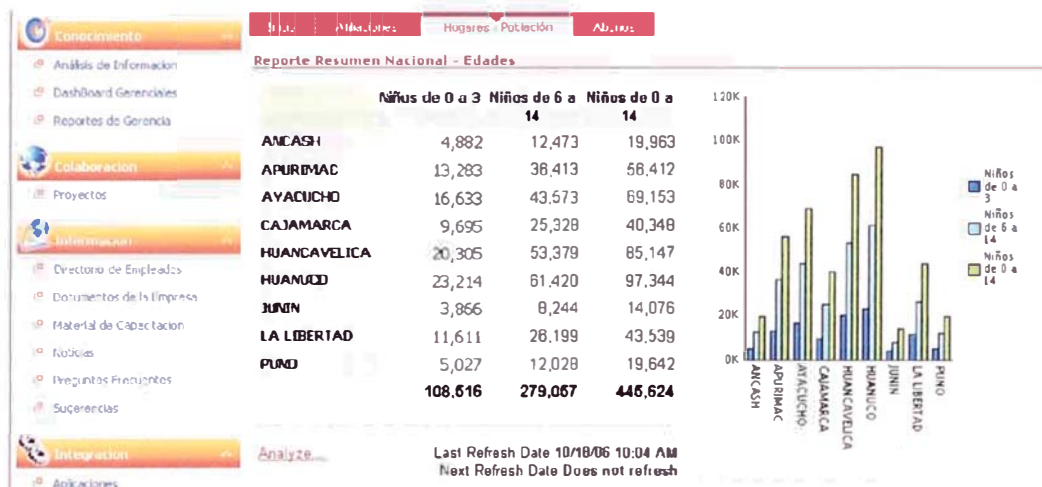 Conocimiento
Análisis de Informacion
DashBoard Gerenciales
Reportes de Gerencia
Colaboracion
Proyectos
Informacion
Directorio de Empleados
Documentos de la Empresa
Material de Capacitacion
Noticias
Preguntas Frecuentes
Sugerencias
Integracion
Aplicaciones
Inicio Afiliaciones Hogares - Población Abonos
Reporte Resumen Nacional - Edades
Niños de 0 a 3 Niños de 6 a 14 Niños de 0 a 14
ANCASH 4,882 12,473 19,963
APURIMAC 13,283 36,413 56,412
AYACUCHO 16,633 43,573 69,153
CAJAMARCA 9,695 25,328 40,348
HUANCAVELICA 20,305 53,379 85,147
HUANUCO 23,214 61,420 97,344
JUNIN 3,866 8,244 14,076
LA LIBERTAD 11,611 26,199 43,539
PUNO 5,027 12,028 19,642
108,516 279,057 445,624
Analyze...
Last Refresh Date 10/18/06 10:04 AM
Next Refresh Date Does not refresh
120K
100K
80K
60K
40K
20K
0K
ANCASH
APURIMAC
AYACUCHO
CAJAMARCA
HUANCAVELICA
HUANUCO
JUNIN
LA LIBERTAD
PUNO
Niños de 0 a 3
Niños de 6 a 14
Niños de 0 a 14